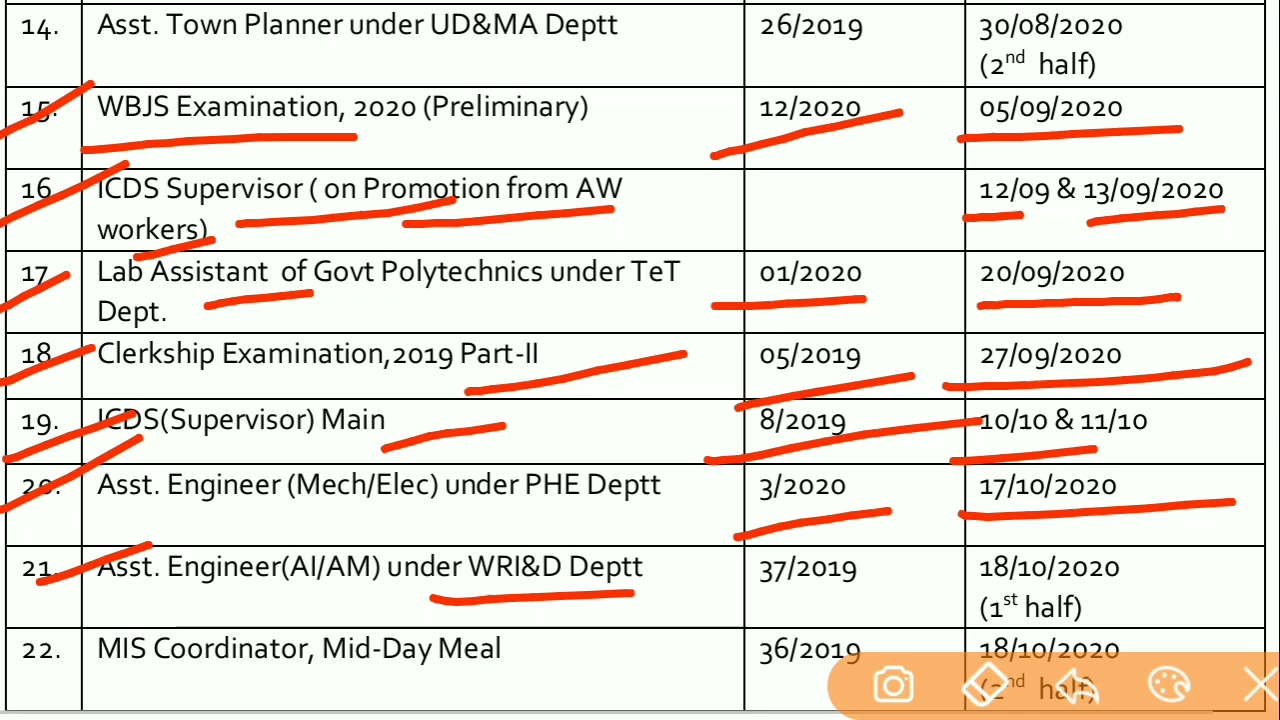 14. Asst. Town Planner under UD&MA Deptt 26/2019 30/08/2020
(2nd half)
15. WBJS Examination, 2020 (Preliminary) 12/2020 05/09/2020
16 ICDS Supervisor ( on Promotion from AW 12/09 & 13/09/2020
workers)
17 Lab Assistant of Govt Polytechnics under TeT 01/2020 20/09/2020
Dept.
18 Clerkship Examination,2019 Part-II 05/2019 27/09/2020
19. ICDS(Supervisor) Main 8/2019 10/10 & 11/10
20. Asst. Engineer (Mech/Elec) under PHE Deptt 3/2020 17/10/2020
21. Asst. Engineer(AI/AM) under WRI&D Deptt 37/2019 18/10/2020
(1st half)
22. MIS Coordinator, Mid-Day Meal 36/2019 18/10/2020
(2nd half)